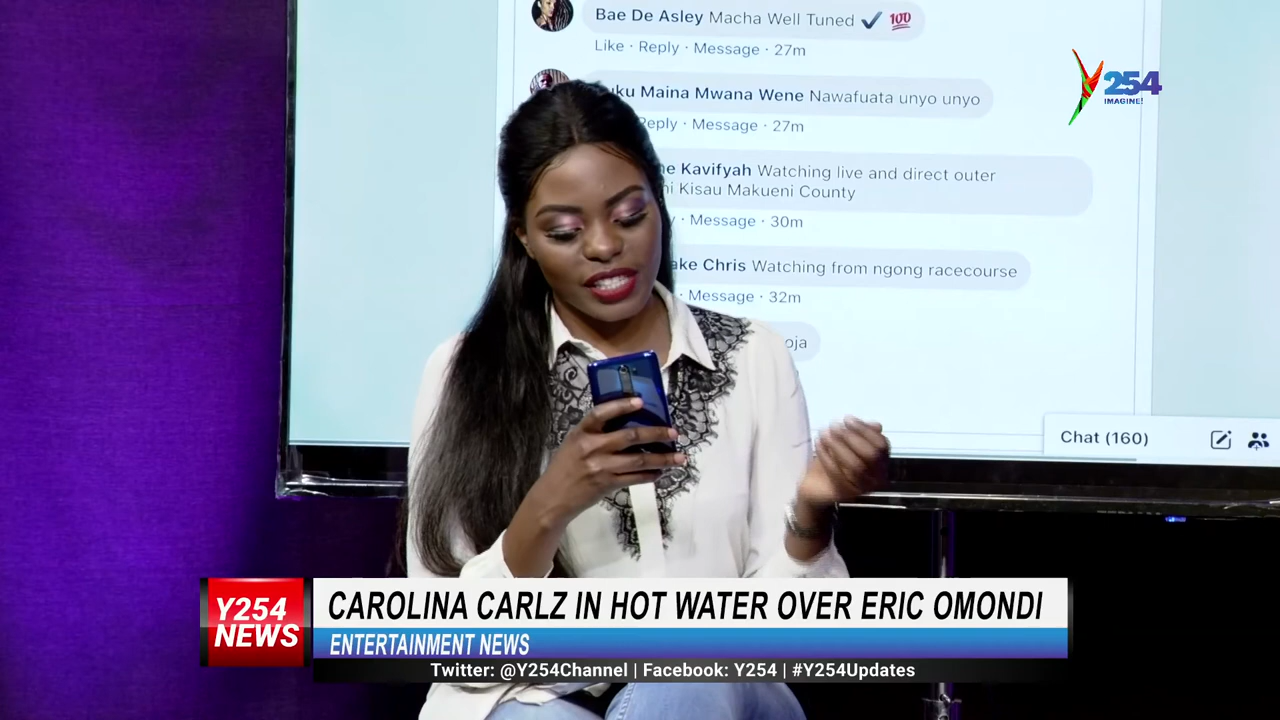 Bae De Asley Macha Well Tuned ✔ 💯
Like · Reply · Message · 27m
uku Maina Mwana Wene Nawafuata unyo unyo
Reply · Message · 27m
ne Kavifyah Watching live and direct outer
ni Kisau Makueni County
y · Message · 30m
ake Chris Watching from ngong racecourse
· Message · 32m
oja
Chat (160)
254
IMAGINE!
Y254
NEWS
CAROLINA CARLZ IN HOT WATER OVER ERIC OMONDI
ENTERTAINMENT NEWS
Twitter: @Y254Channel | Facebook: Y254 | #Y254Updates